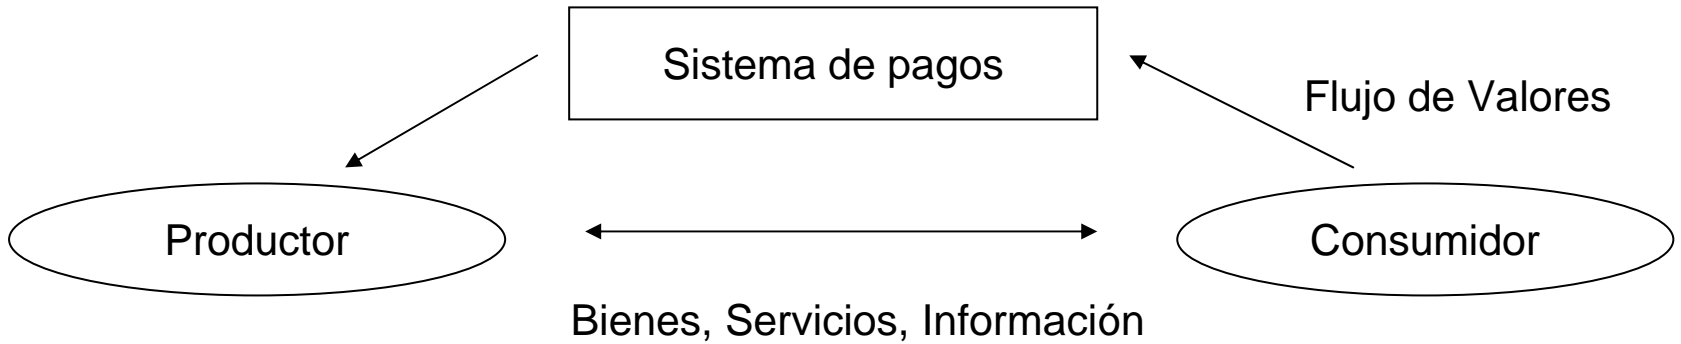 Sistema de pagos
Flujo de Valores
Productor
Consumidor
Bienes, Servicios, Información